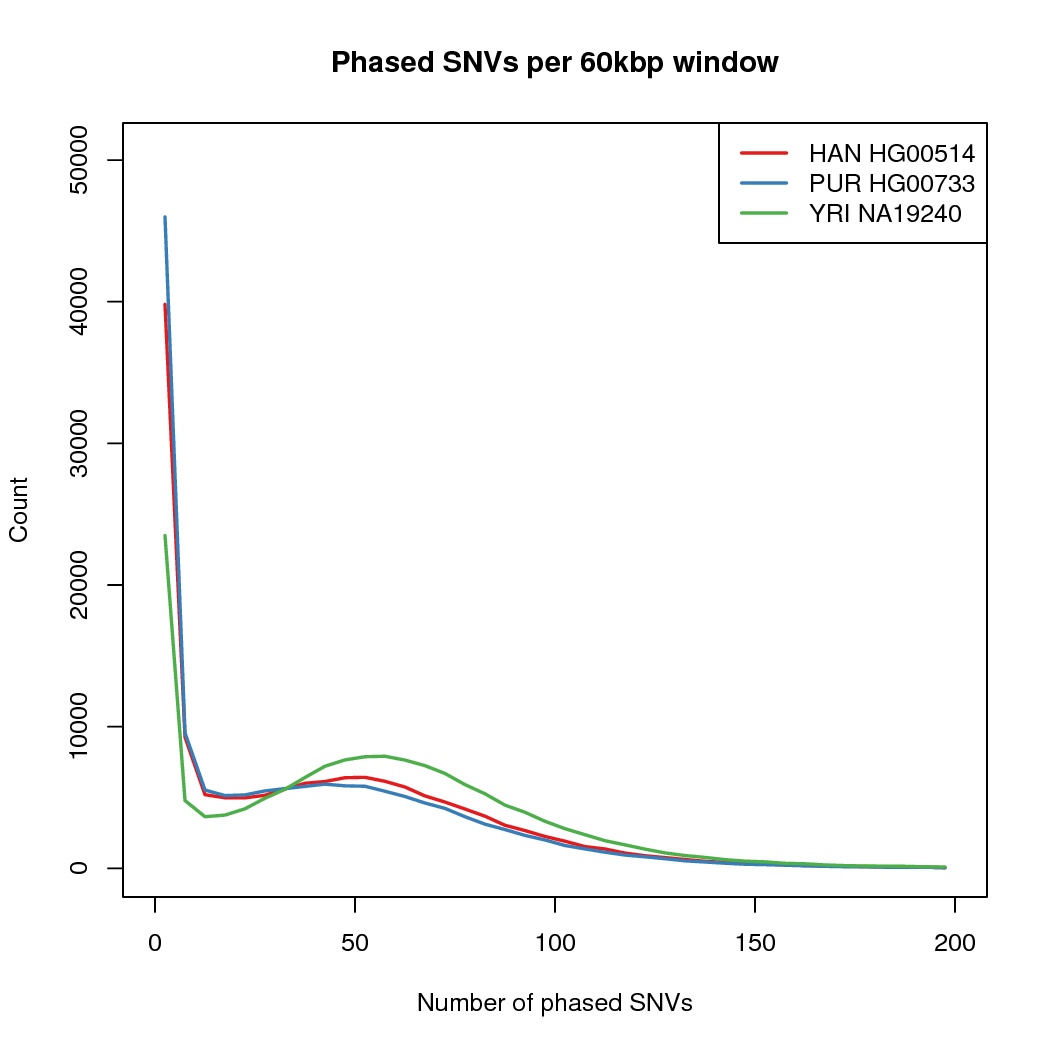 Phased SNVs per 60kbp window
HAN HG00514
PUR HG00733
YRI NA19240
50000
40000
30000
20000
10000
0
Count
0 50 100 150 200
Number of phased SNVs